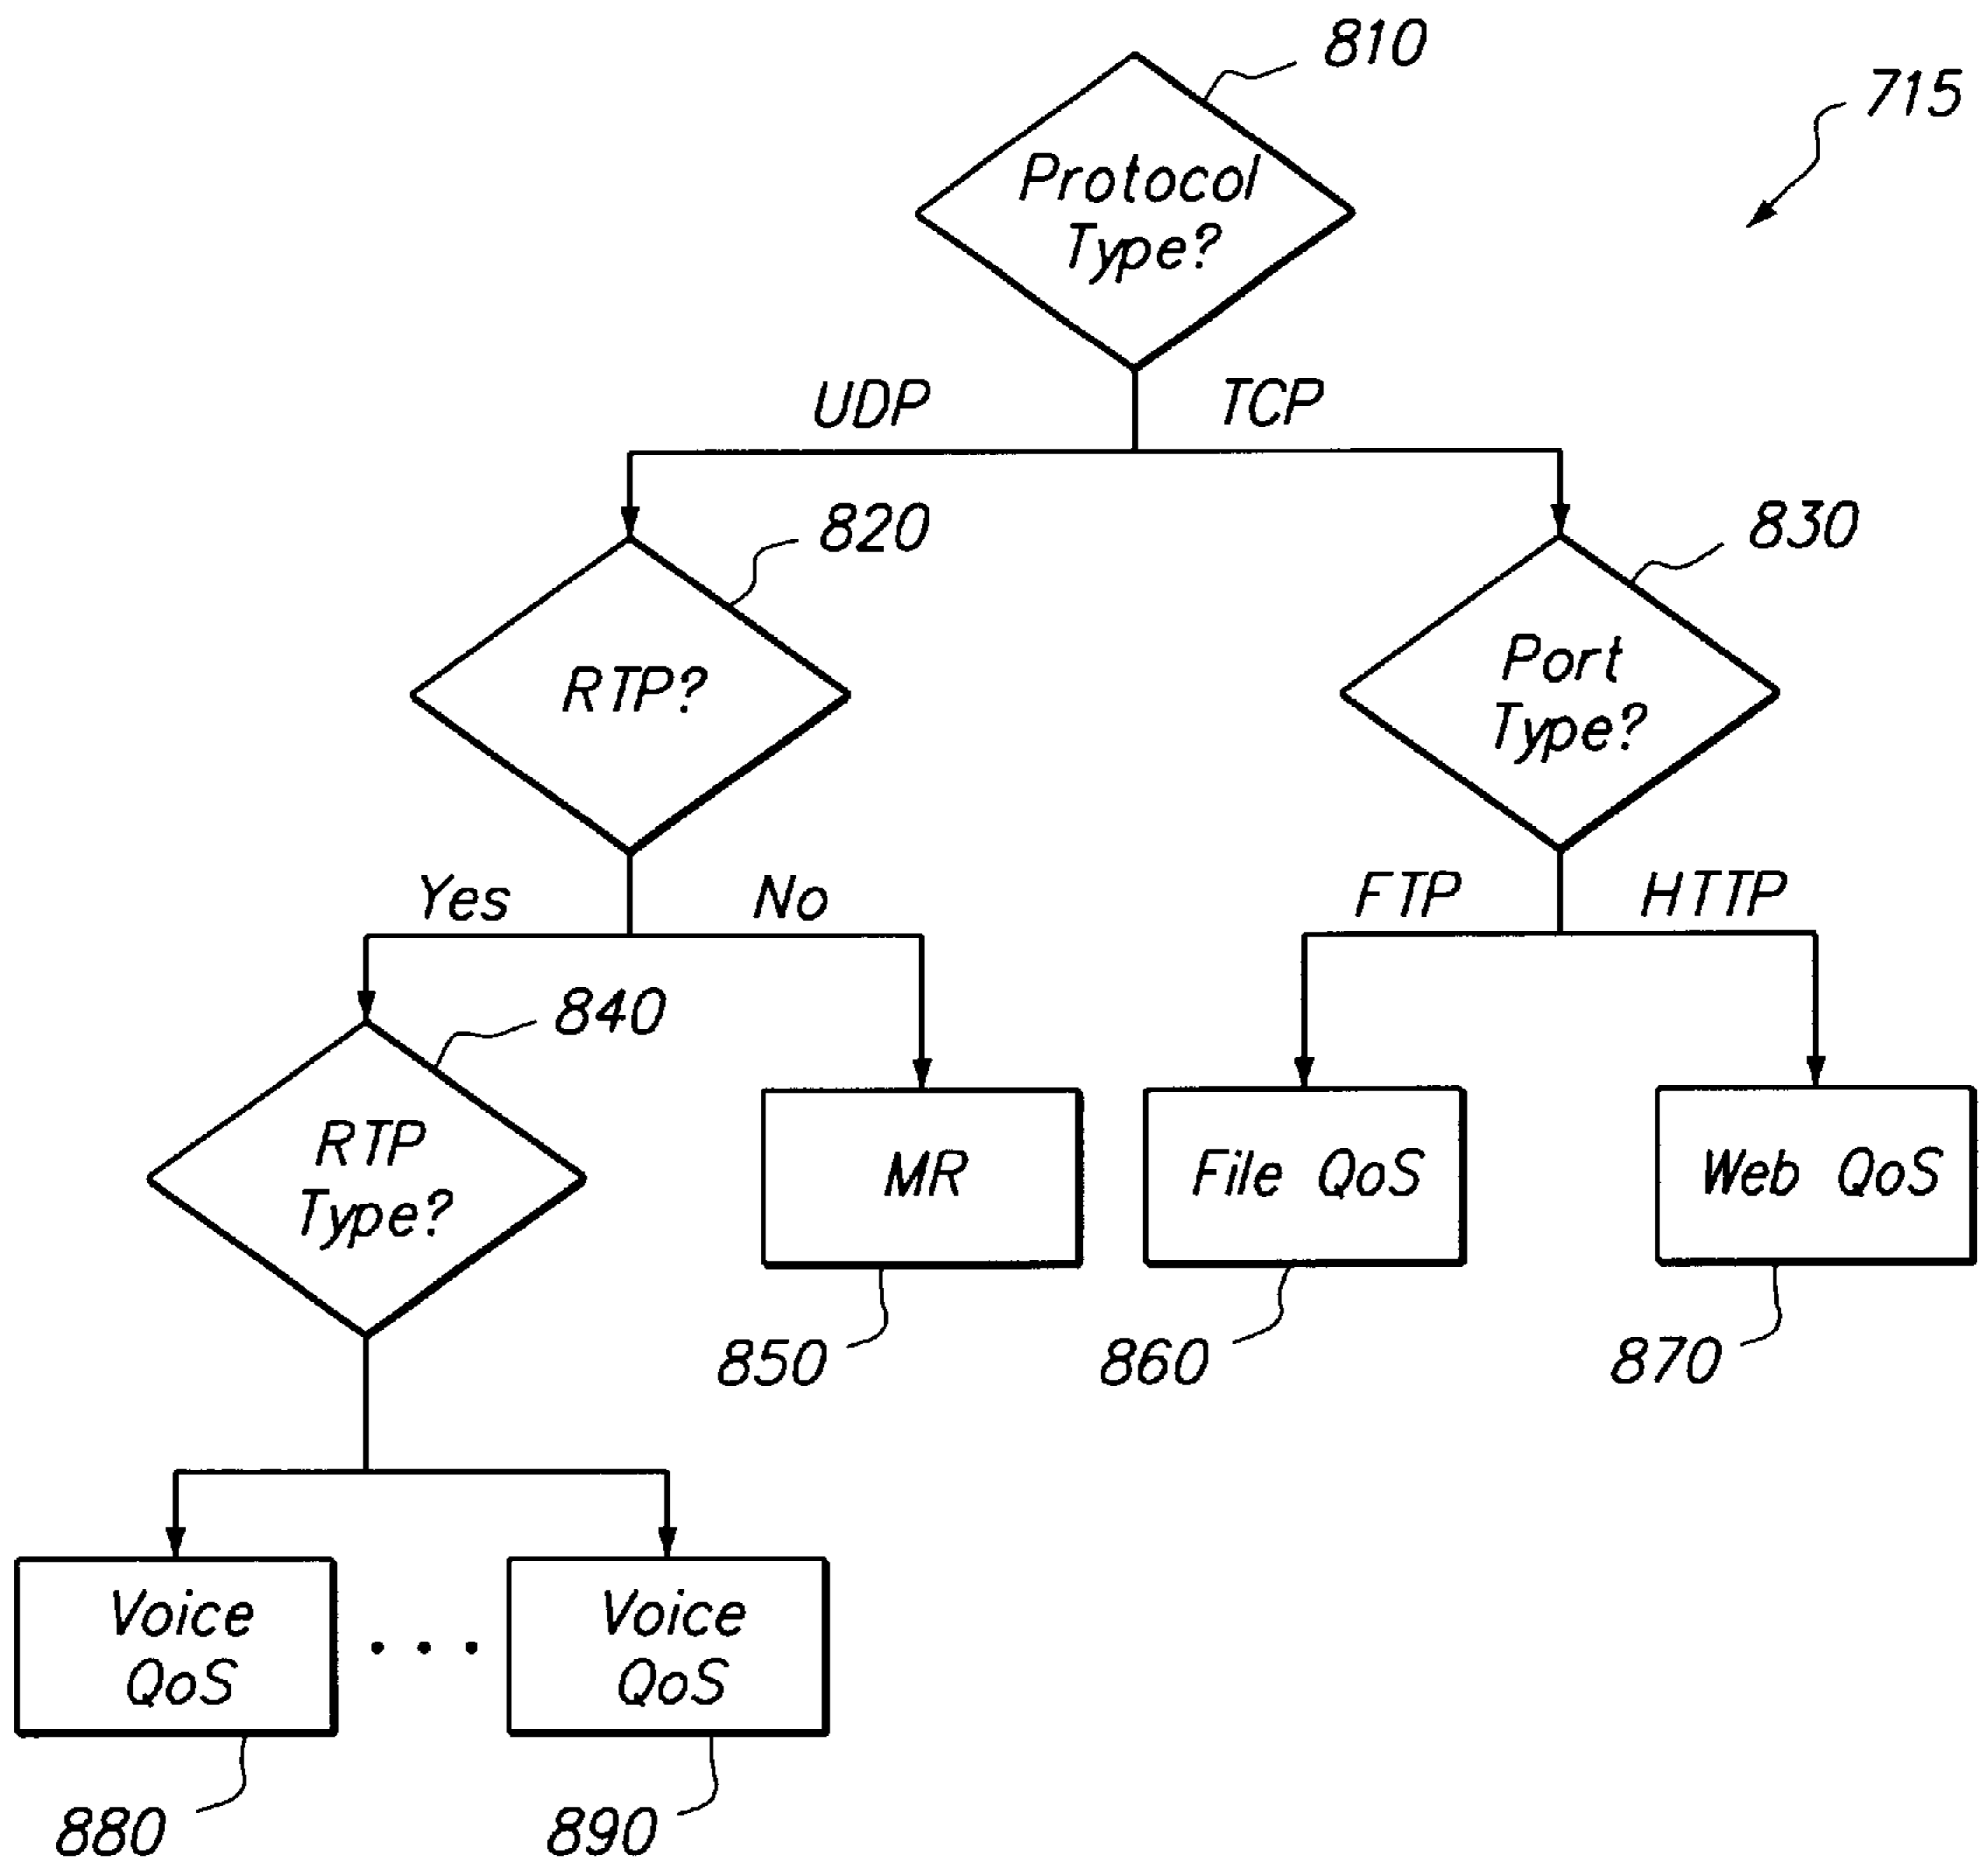 810
715
Protocol
Type?
UDP
TCP
820
830
RTP?
Port
Type?
Yes
No
FTP
HTTP
840
RTP
Type?
MR
File QoS
Web QoS
850
860
870
Voice
QoS
. . .
Voice
QoS
880
890